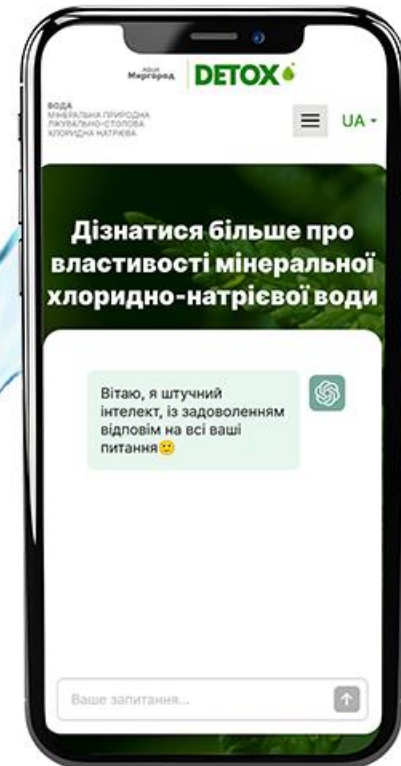 AQUA
Миргород
DETOX
ВОДА
МІНЕРАЛЬНА ПРИРОДНА
ЛІКУВАЛЬНО-СТОЛОВА
ХЛОРИДНА НАТРІЄВА
UA
Дізнатися більше про
властивості мінеральної
хлоридно-натрієвої води
Вітаю, я штучний
інтелект, із задоволенням
відповім на всі ваші
питання🙂
Ваше запитання...